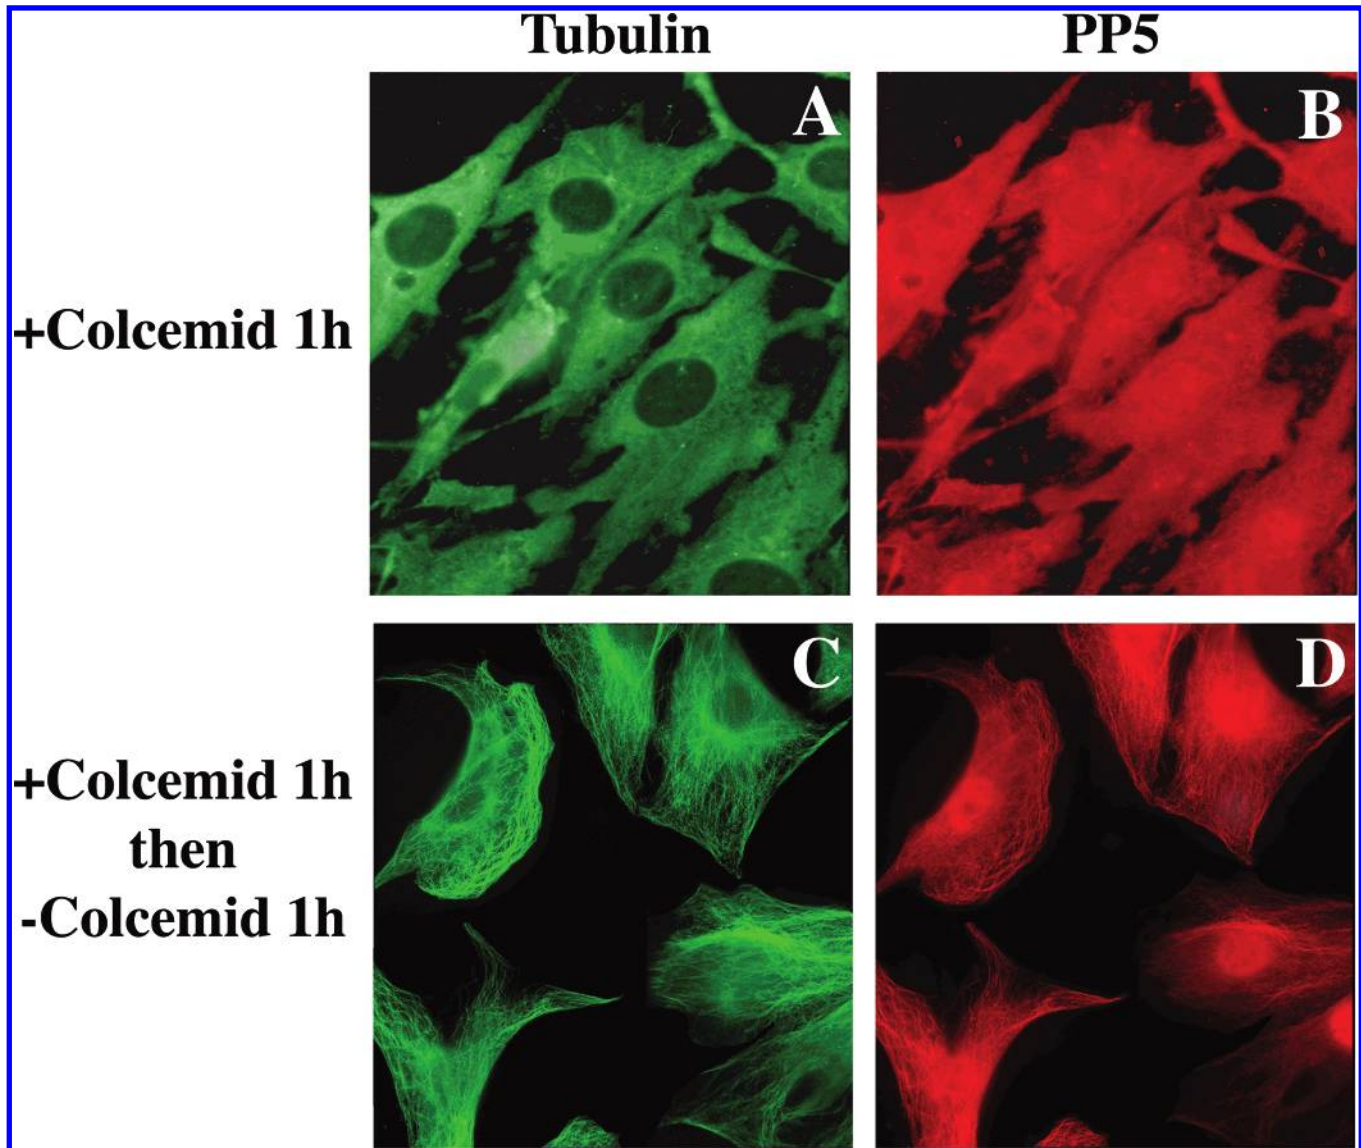 Tubulin PP5
A B
+Colcemid 1h
C D
+Colcemid 1h
then
-Colcemid 1h